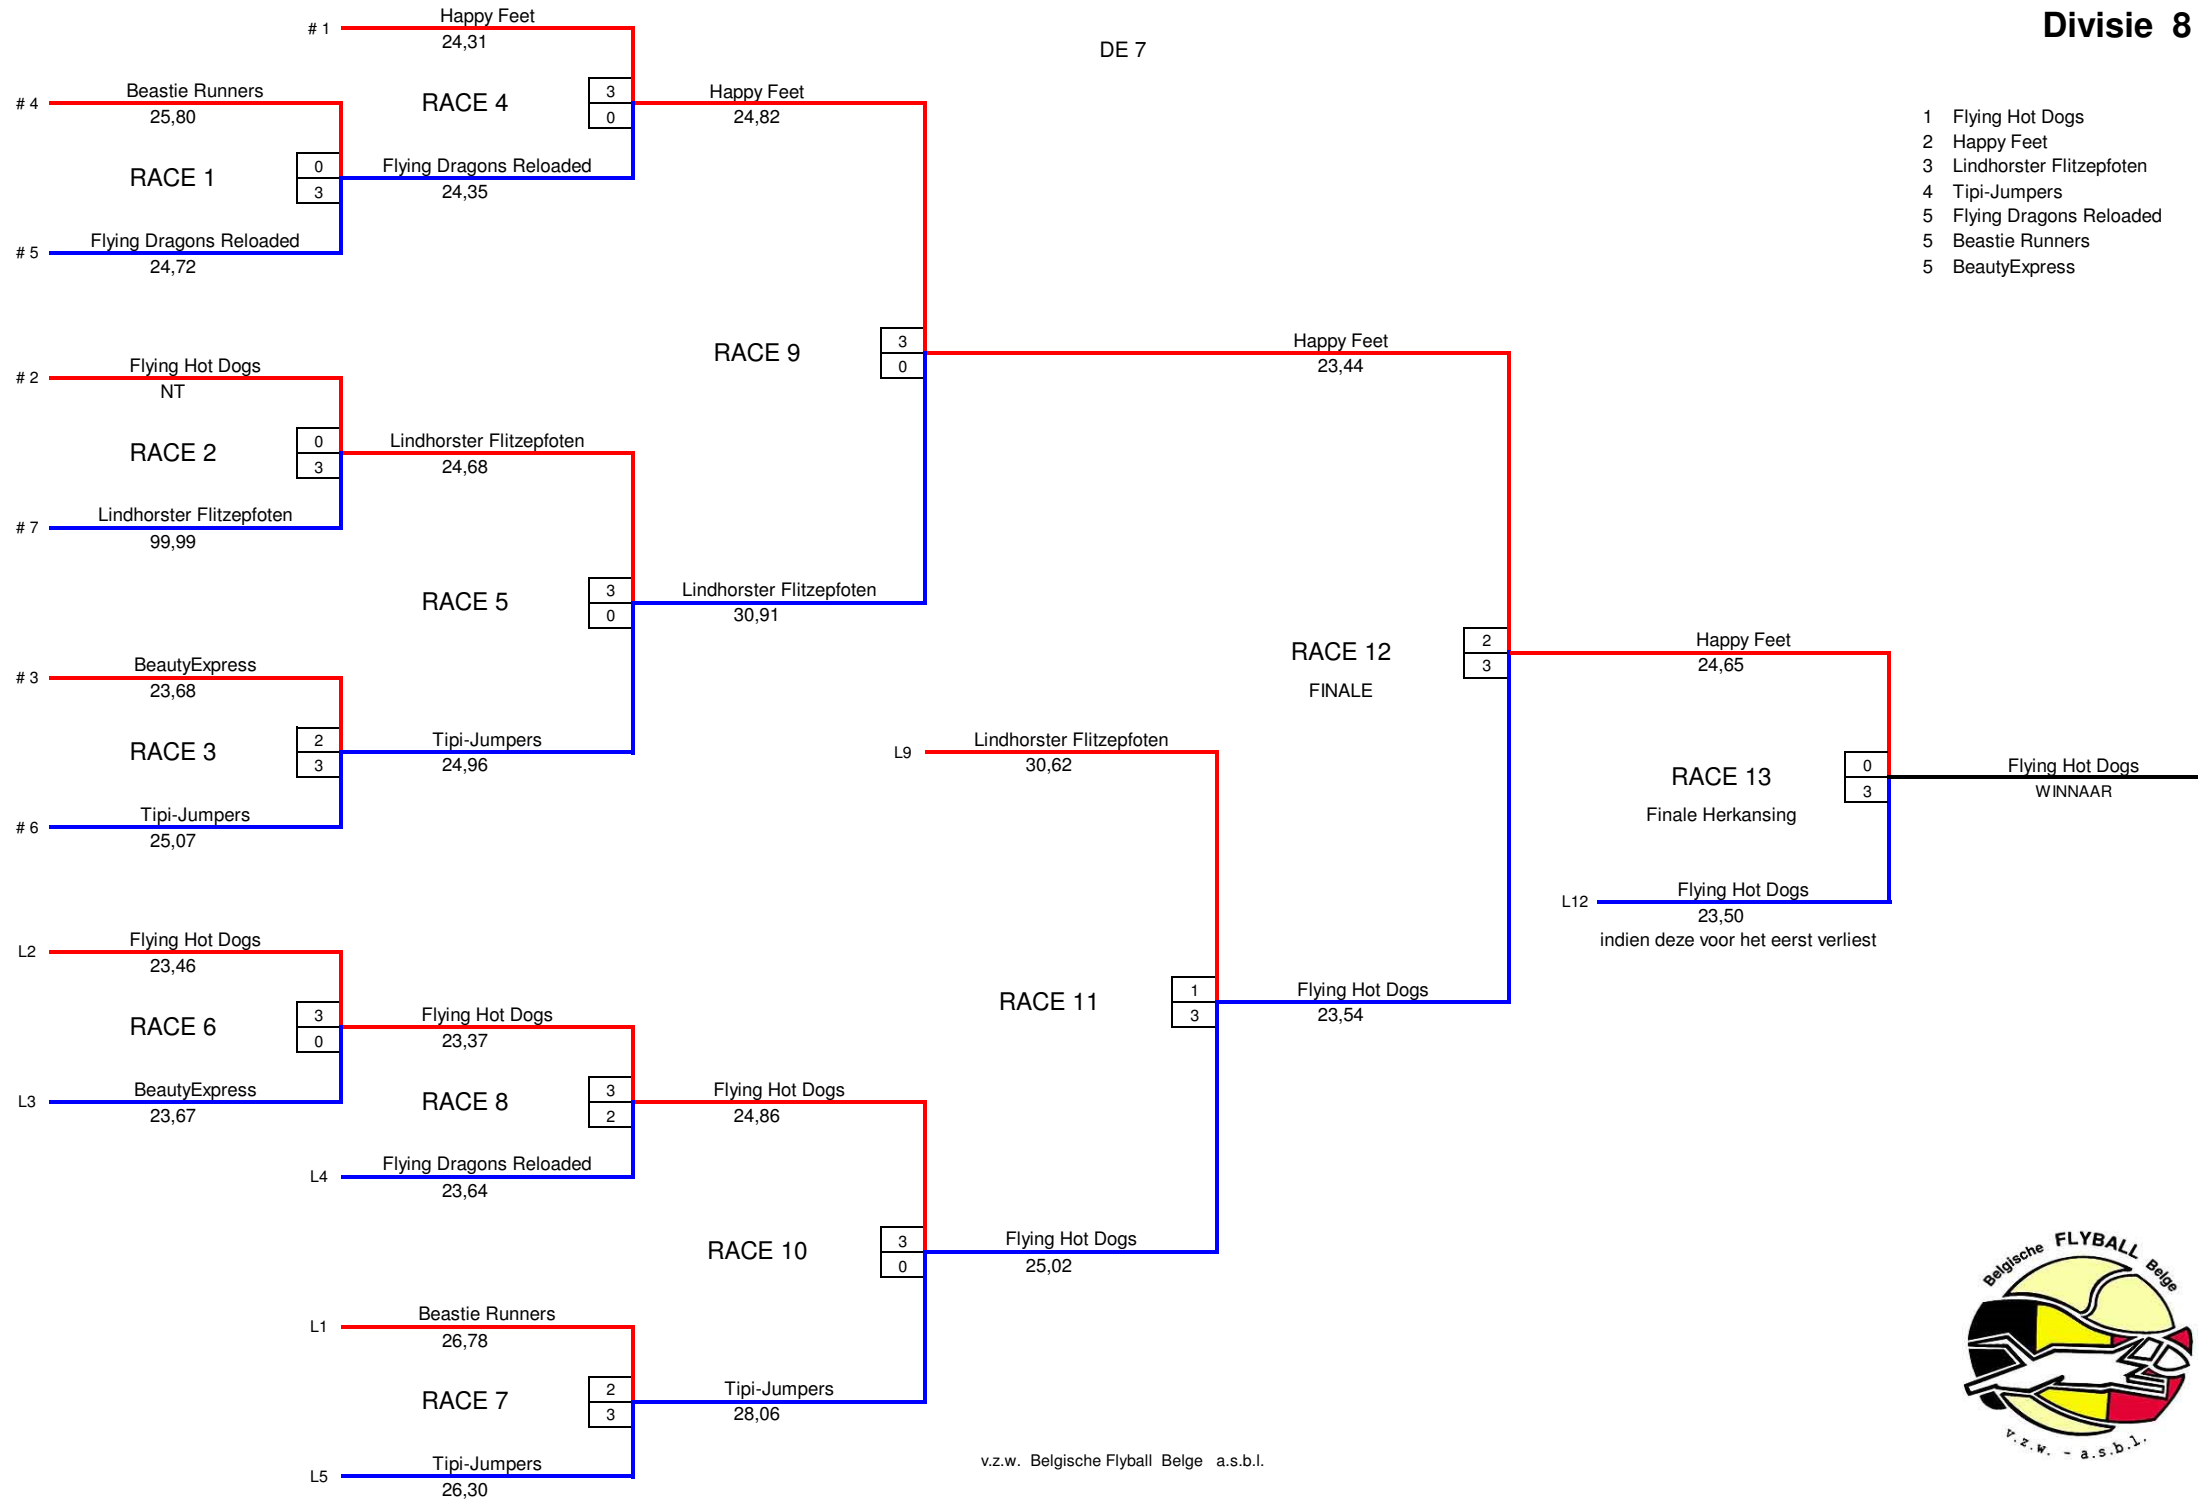 Divisie 8
DE 7
1 Flying Hot Dogs
2 Happy Feet
3 Lindhorster Flitzepfoten
4 Tipi-Jumpers
5 Flying Dragons Reloaded
5 Beastie Runners
5 BeautyExpress
# 1 Happy Feet
24,31
# 4 Beastie Runners
25,80
RACE 1
0
3
# 5 Flying Dragons Reloaded
24,72
RACE 4
3
0
Flying Dragons Reloaded
24,35
Happy Feet
24,82
# 2 Flying Hot Dogs
NT
RACE 2
0
3
# 7 Lindhorster Flitzepfoten
99,99
Lindhorster Flitzepfoten
24,68
RACE 5
3
0
Lindhorster Flitzepfoten
30,91
# 3 BeautyExpress
23,68
RACE 3
2
3
# 6 Tipi-Jumpers
25,07
Tipi-Jumpers
24,96
RACE 9
3
0
Happy Feet
23,44
L2 Flying Hot Dogs
23,46
RACE 6
3
0
L3 BeautyExpress
23,67
Flying Hot Dogs
23,37
RACE 8
3
2
L4 Flying Dragons Reloaded
23,64
Flying Hot Dogs
24,86
RACE 10
3
0
L1 Beastie Runners
26,78
RACE 7
2
3
L5 Tipi-Jumpers
26,30
Tipi-Jumpers
28,06
L9 Lindhorster Flitzepfoten
30,62
RACE 11
1
3
Flying Hot Dogs
25,02
Flying Hot Dogs
23,54
RACE 12
FINALE
2
3
Happy Feet
24,65
RACE 13
Finale Herkansing
0
3
L12 Flying Hot Dogs
23,50
indien deze voor het eerst verliest
Flying Hot Dogs
WINNAAR
v.z.w. Belgische Flyball Belge a.s.b.l.
Belgische FLYBALL Belge
v.z.w. - a.s.b.l.